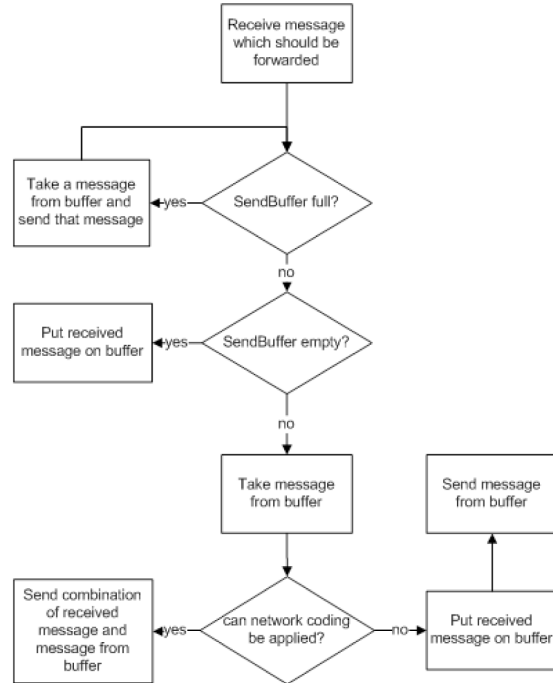 Receive message
which should be
forwarded
Take a message
from buffer and
send that message
yes
SendBuffer full?
no
Put received
message on buffer
yes
SendBuffer empty?
no
Take message
from buffer
Send message
from buffer
Send combination
of received
message and
message from
buffer
yes
can network coding
be applied?
no
Put received
message on buffer